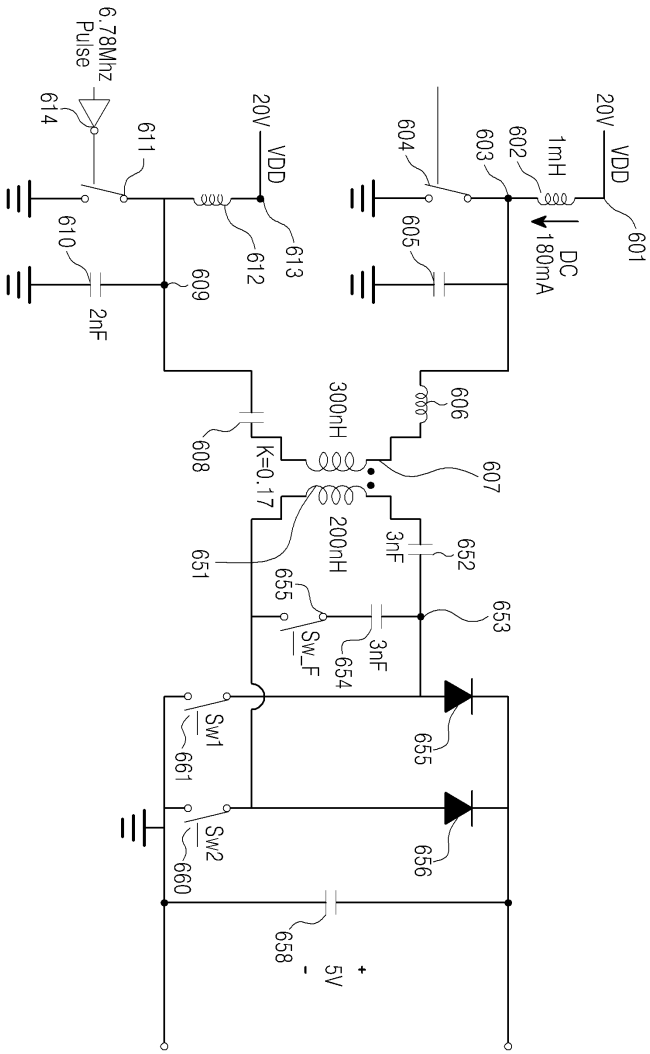 20V
VDD
601
1mH
602
DC
180mA
603
604
605
6.78Mhz
Pulse
614
611
20V
VDD
613
612
609
610
2nF
606
607
300nH
608
K=0.17
651
200nH
652
3nF
653
655
Sw_F
654
3nF
655
656
Sw1
661
Sw2
660
658
+
5V
-